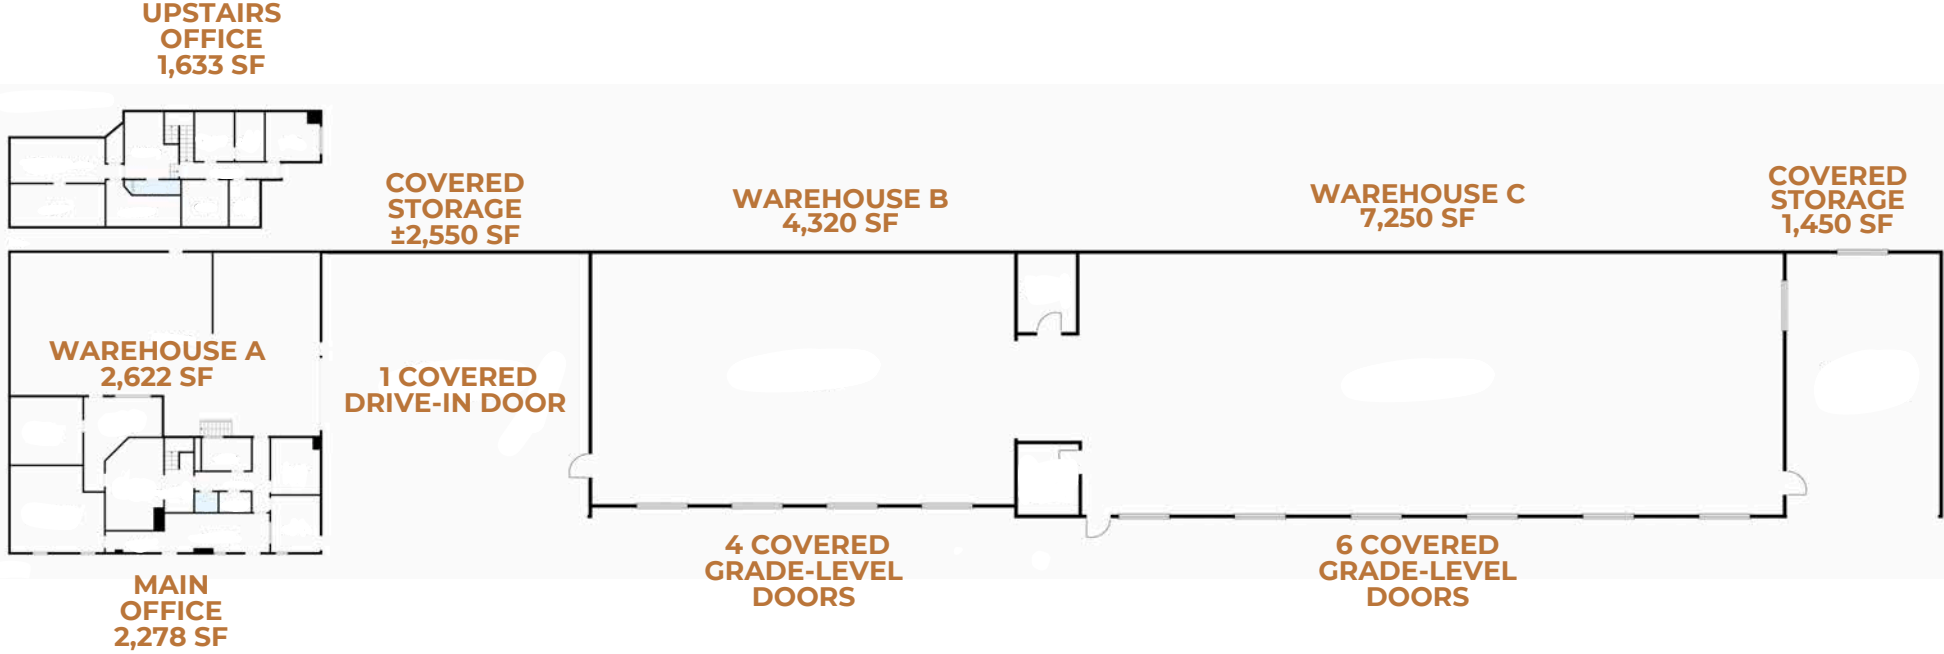 UPSTAIRS
OFFICE
1,633 SF
COVERED
STORAGE
±2,550 SF
WAREHOUSE B
4,320 SF
WAREHOUSE C
7,250 SF
COVERED
STORAGE
1,450 SF
WAREHOUSE A
2,622 SF
1 COVERED
DRIVE-IN DOOR
4 COVERED
GRADE-LEVEL
DOORS
6 COVERED
GRADE-LEVEL
DOORS
MAIN
OFFICE
2,278 SF